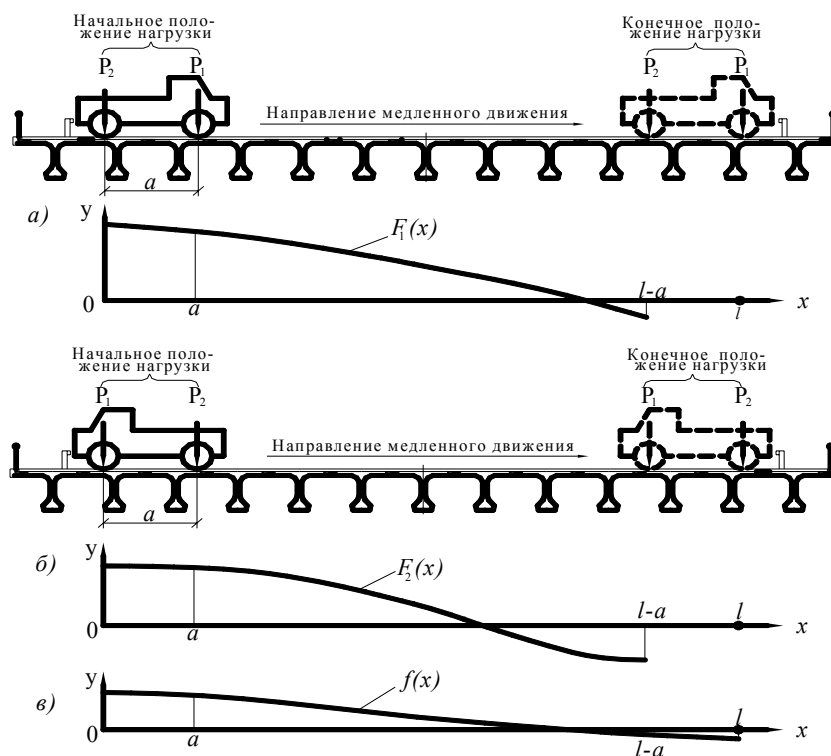 Начальное поло-
жение нагрузки
Конечное поло-
жение нагрузки
P₂ P₁
P₂ P₁
Направление медленного движения
a
а) y
F₁(x)
0 a l-a l x
Начальное поло-
жение нагрузки
Конечное поло-
жение нагрузки
P₁ P₂
P₁ P₂
Направление медленного движения
a
б) y
F₂(x)
l-a l
0 a x
в) y
f(x)
l
0 a l-a x